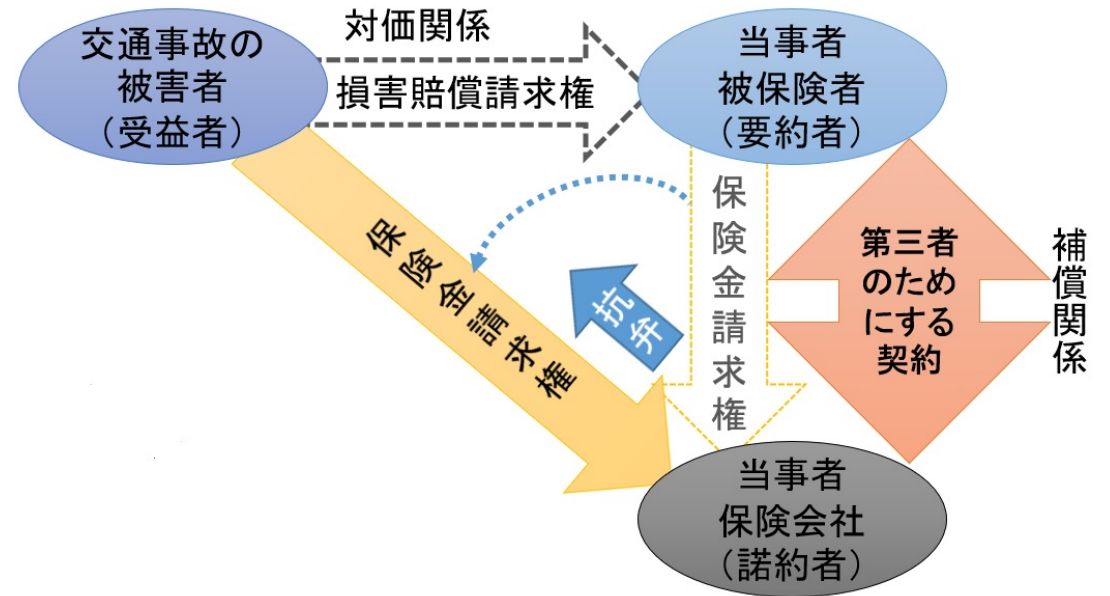 交通事故の
被害者
（受益者）
対価関係
損害賠償請求権
当事者
被保険者
（要約者）
保険金請求権
抗弁
保険金請求権
第三者
のため
にする
契約
補償関係
当事者
保険会社
（諾約者）